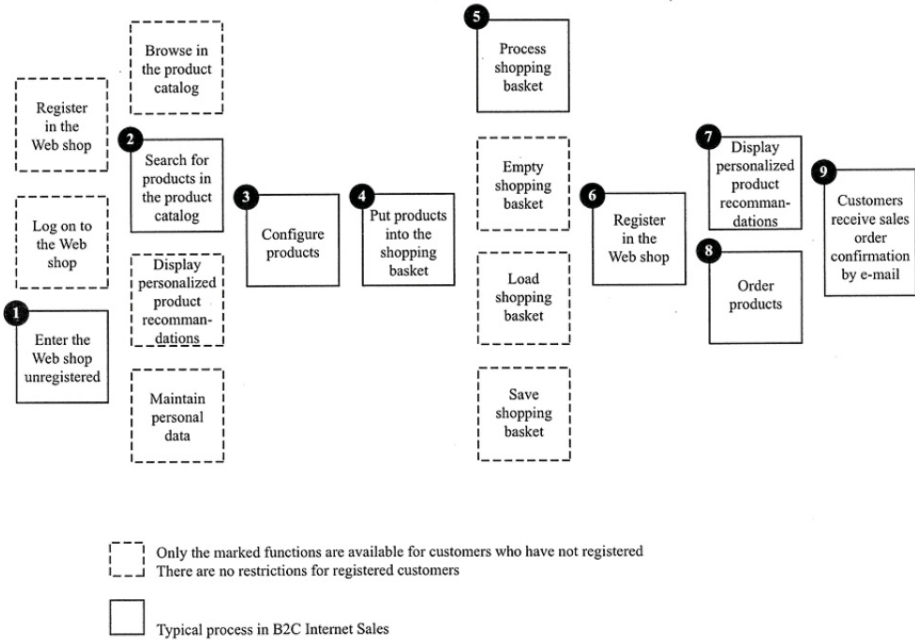 Register
in the
Web shop
Log on to
the Web
shop
1
Enter the
Web shop
unregistered
Browse in
the product
catalog
2
Search for
products in
the product
catalog
Display
personalized
product
recomman-
dations
Maintain
personal
data
3
Configure
products
4
Put products
into the
shopping
basket
5
Process
shopping
basket
Empty
shopping
basket
Load
shopping
basket
Save
shopping
basket
6
Register
in the
Web shop
7
Display
personalized
product
recomman-
dations
8
Order
products
9
Customers
receive sales
order
confirmation
by e-mail
Only the marked functions are available for customers who have not registered
There are no restrictions for registered customers
Typical process in B2C Internet Sales